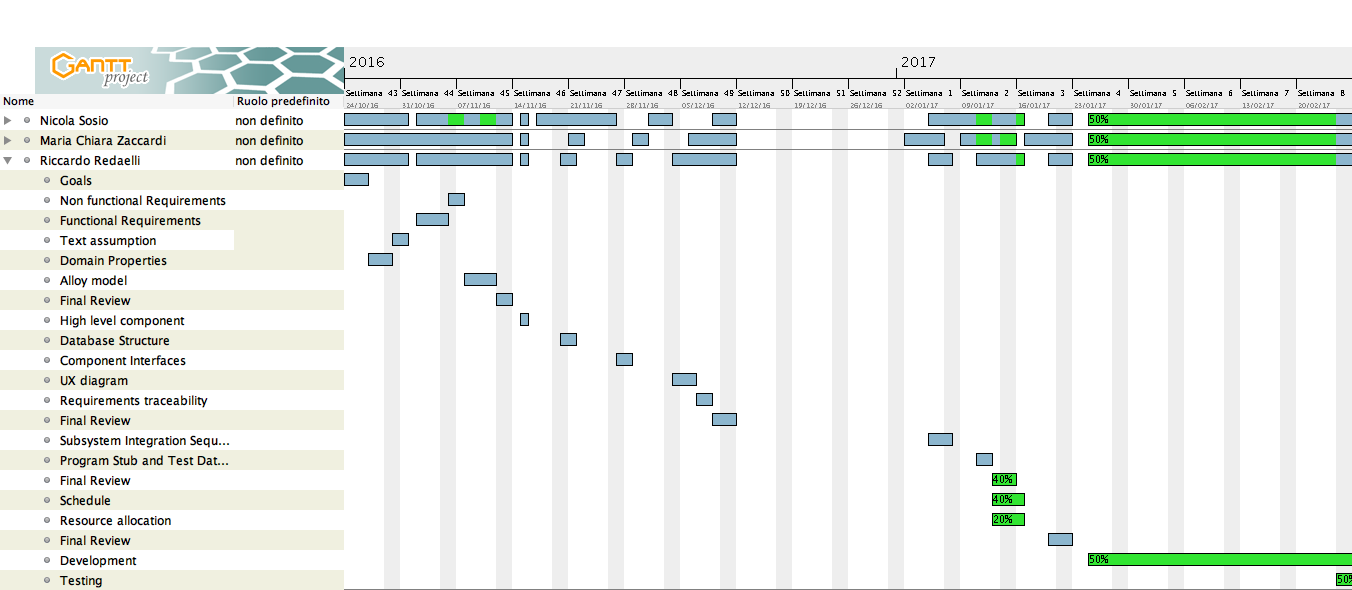 GANTT
project
2016
2017
Settimana 43 Settimana 44 Settimana 45 Settimana 46 Settimana 47 Settimana 48 Settimana 49 Settimana 50 Settimana 51 Settimana 52 Settimana 1 Settimana 2 Settimana 3 Settimana 4 Settimana 5 Settimana 6 Settimana 7 Settimana 8
Nome Ruolo predefinito
24/10/16 31/10/16 07/11/16 14/11/16 21/11/16 28/11/16 05/12/16 12/12/16 19/12/16 26/12/16 02/01/17 09/01/17 16/01/17 23/01/17 30/01/17 06/02/17 13/02/17 20/02/17
Nicola Sosio non definito 50%
Maria Chiara Zaccardi non definito 50%
Riccardo Redaelli non definito 50%
Goals
Non functional Requirements
Functional Requirements
Text assumption
Domain Properties
Alloy model
Final Review
High level component
Database Structure
Component Interfaces
UX diagram
Requirements traceability
Final Review
Subsystem Integration Sequ...
Program Stub and Test Dat...
Final Review 40%
Schedule 40%
Resource allocation 20%
Final Review
Development 50%
Testing 50%